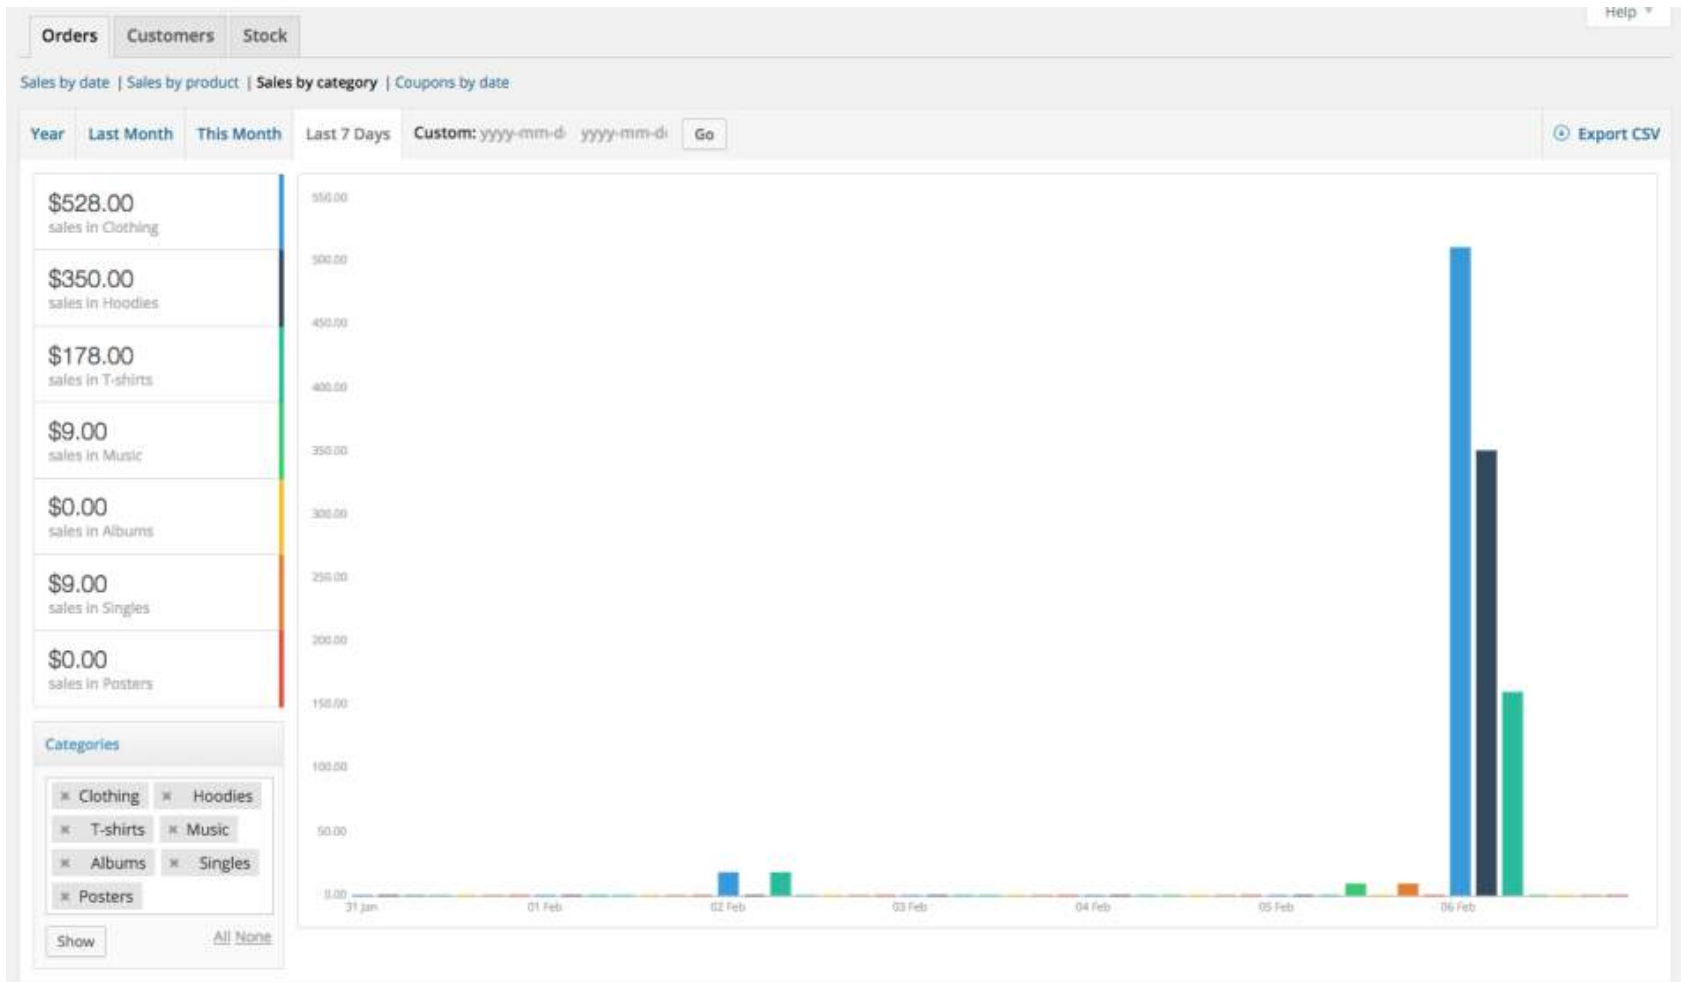 Help
Orders Customers Stock
Sales by date | Sales by product | Sales by category | Coupons by date
Year Last Month This Month Last 7 Days Custom: yyyy-mm-d yyyy-mm-d Go Export CSV
$528.00
sales in Clothing
$350.00
sales in Hoodies
$178.00
sales in T-shirts
$9.00
sales in Music
$0.00
sales in Albums
$9.00
sales in Singles
$0.00
sales in Posters
Categories
× Clothing × Hoodies
× T-shirts × Music
× Albums × Singles
× Posters
Show All None
550.00
500.00
450.00
400.00
350.00
300.00
250.00
200.00
150.00
100.00
50.00
0.00
31 Jan 01 Feb 02 Feb 03 Feb 04 Feb 05 Feb 06 Feb